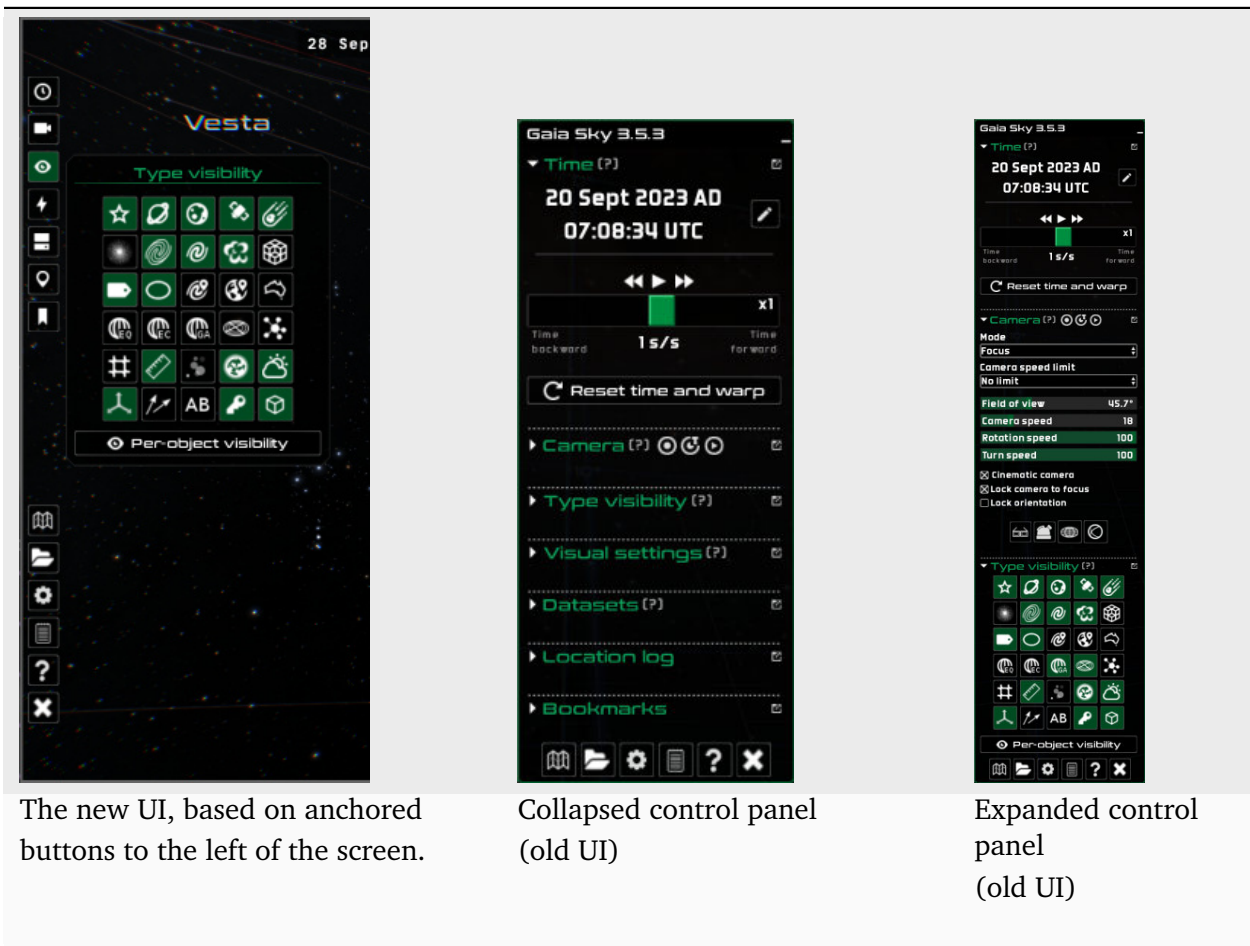 28 Sep
Vesta
Type visibility
EQ EC GA
AB
Per-object visibility
The new UI, based on anchored
buttons to the left of the screen.
Gaia Sky 3.5.3
Time (?)
20 Sept 2023 AD
07:08:34 UTC
x1
Time
backward
1 s/s
Time
forward
Reset time and warp
Camera (?)
Type visibility (?)
Visual settings (?)
Datasets (?)
Location log
Bookmarks
?
Collapsed control panel
(old UI)
Gaia Sky 3.5.3
Time (?)
20 Sept 2023 AD
07:08:34 UTC
x1
Time
backward
1 s/s
Time
forward
Reset time and warp
Camera (?)
Mode
Focus
Camera speed limit
No limit
Field of view 45.7°
Camera speed 18
Rotation speed 100
Turn speed 100
Cinematic camera
Lock camera to focus
Lock orientation
Type visibility (?)
EQ EC GA
AB
Per-object visibility
?
Expanded control
panel
(old UI)